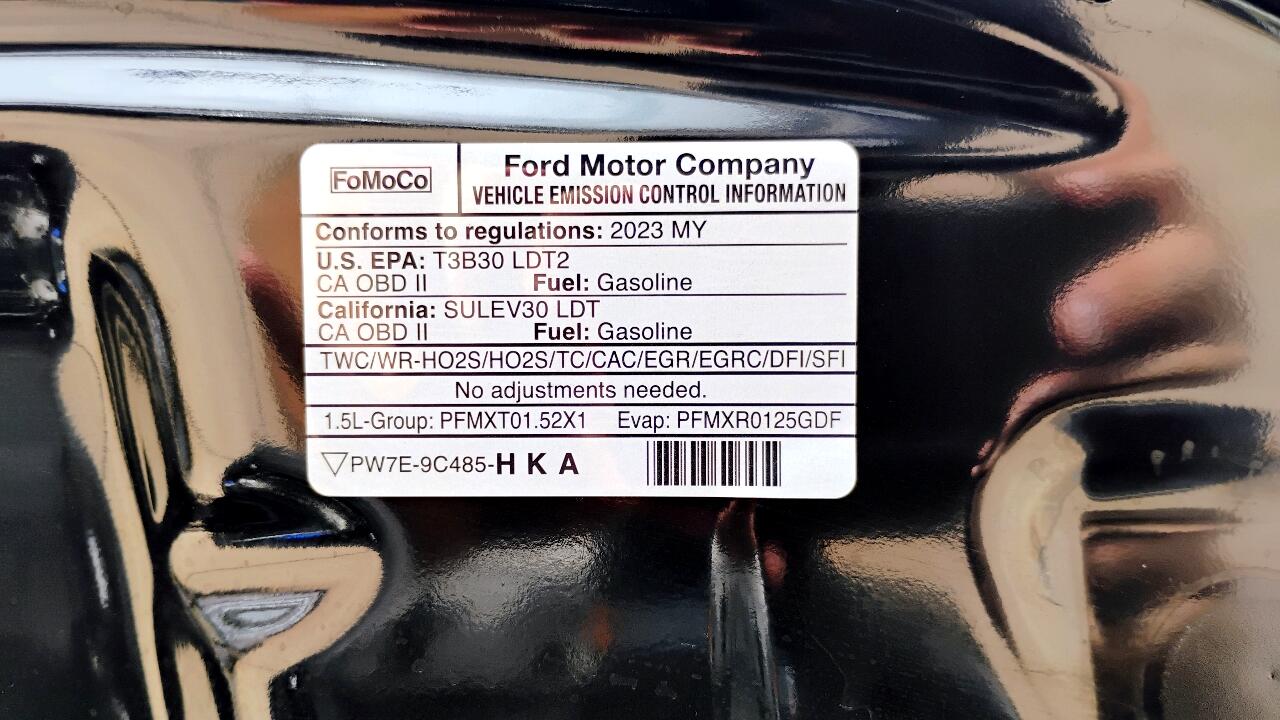 FoMoCo
Ford Motor Company
VEHICLE EMISSION CONTROL INFORMATION
Conforms to regulations: 2023 MY
U.S. EPA: T3B30 LDT2
CA OBD II Fuel: Gasoline
California: SULEV30 LDT
CA OBD II Fuel: Gasoline
TWC/WR-HO2S/HO2S/TC/CAC/EGR/EGRC/DFI/SFI
No adjustments needed.
1.5L-Group: PFMXT01.52X1 Evap: PFMXR0125GDF
PW7E-9C485-H K A